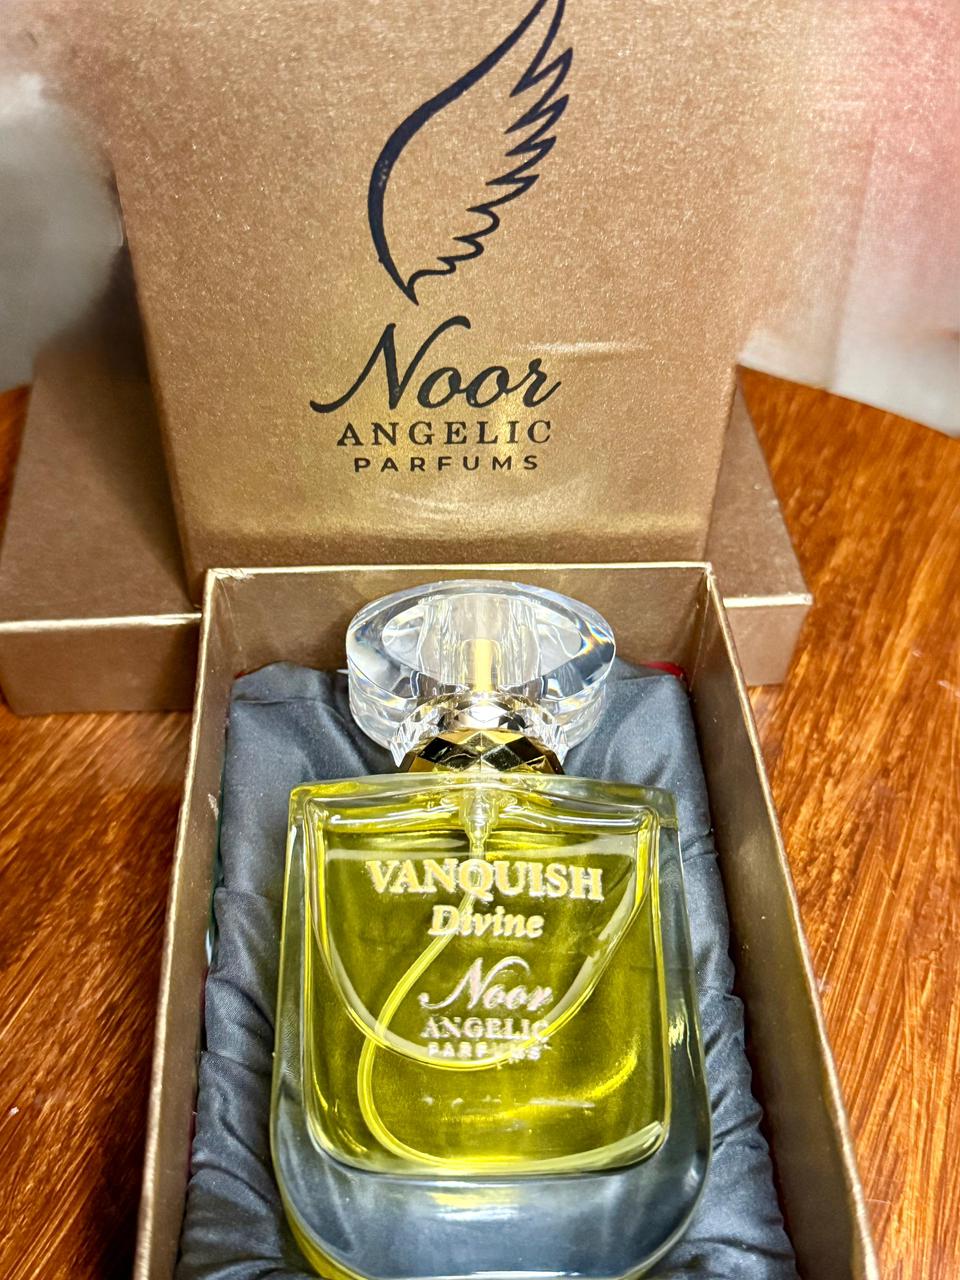 Noor
ANGELIC
PARFUMS
VANQUISH
Divine
Noor
ANGELIC
PARFUMS